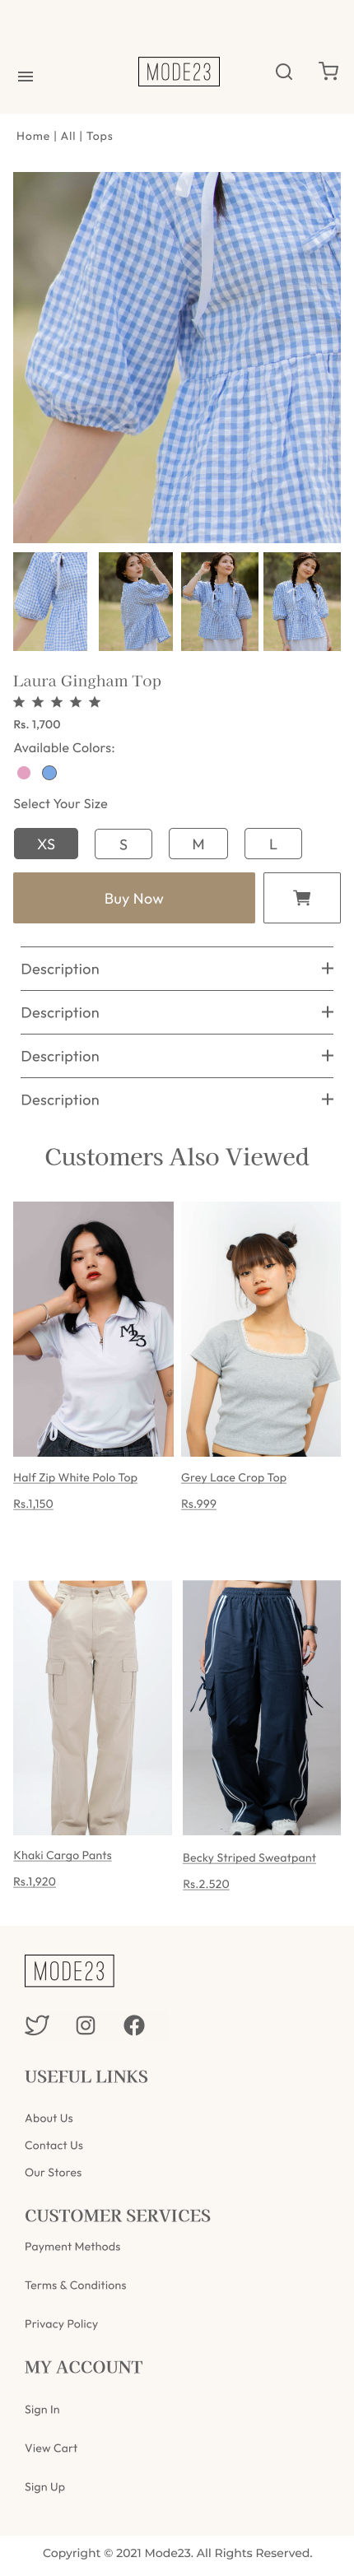 MODE23
Home | All | Tops
Laura Gingham Top
Rs. 1,700
Available Colors:
Select Your Size
XS S M L
Buy Now
Description
Description
Description
Description
Customers Also Viewed
M23
Half Zip White Polo Top
Rs.1,150
Grey Lace Crop Top
Rs.999
Khaki Cargo Pants
Rs.1,920
Becky Striped Sweatpant
Rs.2.520
MODE23
USEFUL LINKS
About Us
Contact Us
Our Stores
CUSTOMER SERVICES
Payment Methods
Terms & Conditions
Privacy Policy
MY ACCOUNT
Sign In
View Cart
Sign Up
Copyright © 2021 Mode23. All Rights Reserved.